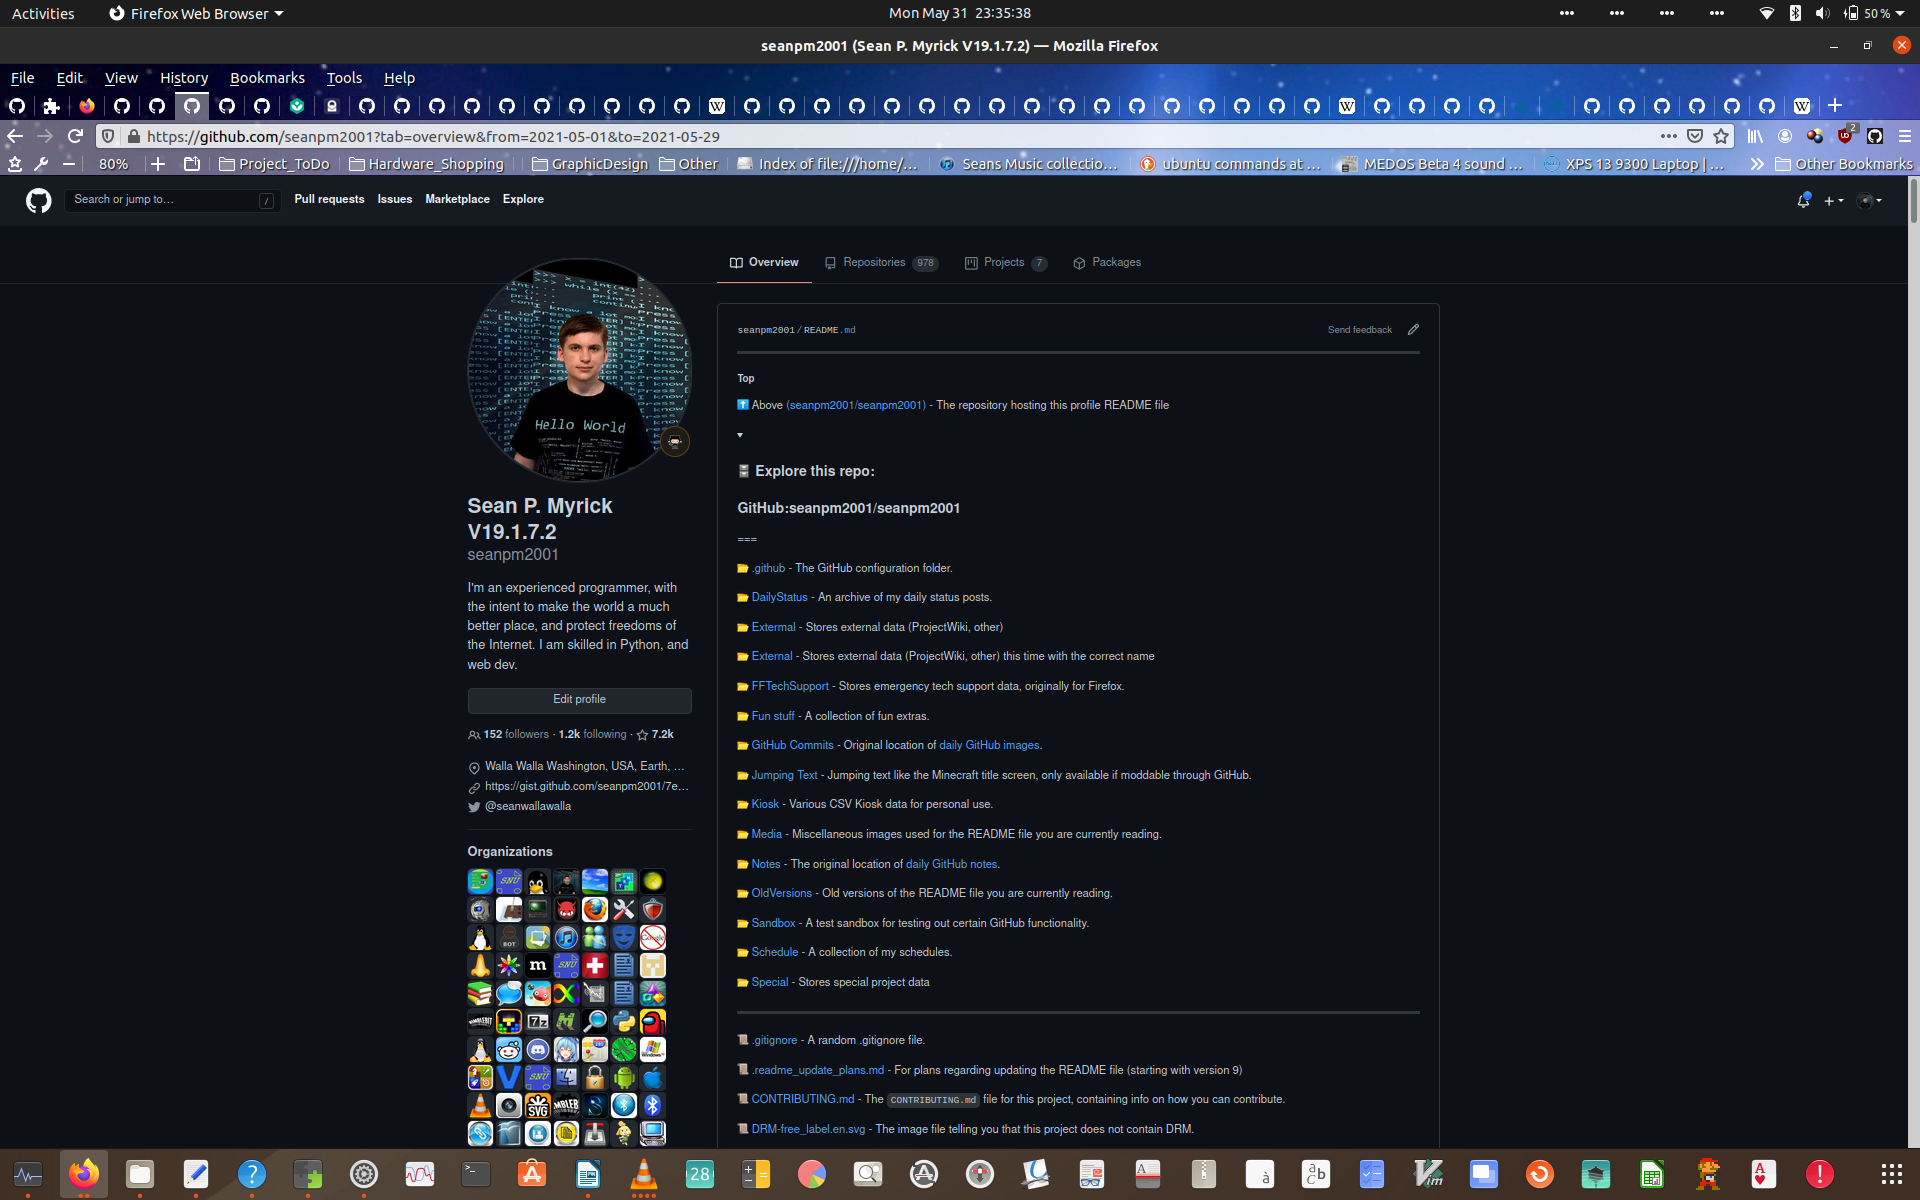 Activities
Firefox Web Browser
Mon May 31 23:35:38
50 %
seanpm2001 (Sean P. Myrick V19.1.7.2) — Mozilla Firefox
File Edit View History Bookmarks Tools Help
https://github.com/seanpm2001?tab=overview&from=2021-05-01&to=2021-05-29
2
80%
Project_ToDo
Hardware_Shopping
GraphicDesign
Other
Index of file:///home/...
Seans Music collectio...
ubuntu commands at ...
MEDOS Beta 4 sound ...
XPS 13 9300 Laptop | ...
Other Bookmarks
Search or jump to...
/
Pull requests Issues Marketplace Explore
Overview
Repositories 978
Projects 7
Packages
Hello World
Sean P. Myrick
V19.1.7.2
seanpm2001
I'm an experienced programmer, with
the intent to make the world a much
better place, and protect freedoms of
the Internet. I am skilled in Python, and
web dev.
Edit profile
152 followers · 1.2k following · 7.2k
Walla Walla Washington, USA, Earth, ...
https://gist.github.com/seanpm2001/7e...
@seanwallawalla
Organizations
seanpm2001 / README.md
Send feedback
Top
Above (seanpm2001/seanpm2001) - The repository hosting this profile README file
Explore this repo:
GitHub:seanpm2001/seanpm2001
===
.github - The GitHub configuration folder.
DailyStatus - An archive of my daily status posts.
Extermal - Stores external data (ProjectWiki, other)
External - Stores external data (ProjectWiki, other) this time with the correct name
FFTechSupport - Stores emergency tech support data, originally for Firefox.
Fun stuff - A collection of fun extras.
GitHub Commits - Original location of daily GitHub images.
Jumping Text - Jumping text like the Minecraft title screen, only available if moddable through GitHub.
Kiosk - Various CSV Kiosk data for personal use.
Media - Miscellaneous images used for the README file you are currently reading.
Notes - The original location of daily GitHub notes.
OldVersions - Old versions of the README file you are currently reading.
Sandbox - A test sandbox for testing out certain GitHub functionality.
Schedule - A collection of my schedules.
Special - Stores special project data
.gitignore - A random .gitignore file.
.readme_update_plans.md - For plans regarding updating the README file (starting with version 9)
CONTRIBUTING.md - The CONTRIBUTING.md file for this project, containing info on how you can contribute.
DRM-free_label.en.svg - The image file telling you that this project does not contain DRM.
28